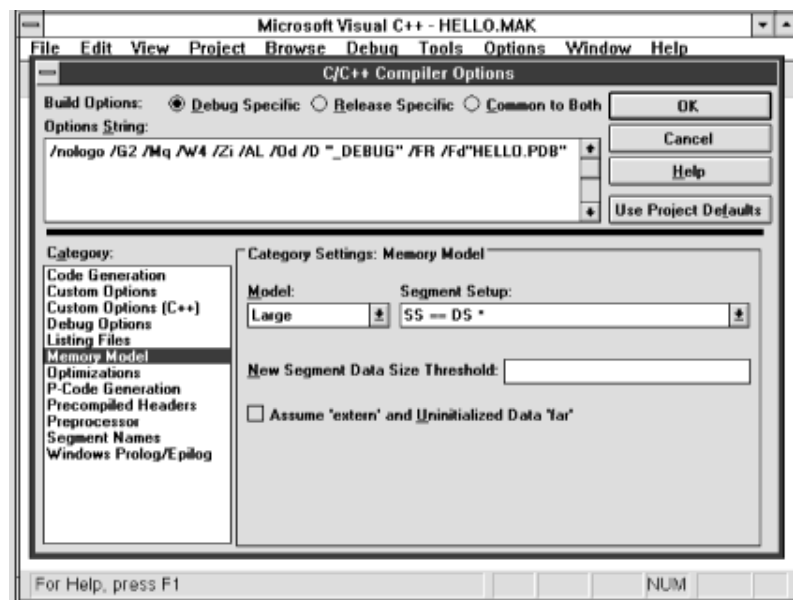 Microsoft Visual C++ - HELLO.MAK
File Edit View Project Browse Debug Tools Options Window Help
C/C++ Compiler Options
Build Options: Debug Specific Release Specific Common to Both
OK
Options String:
/nologo /G2 /Mq /W4 /Zi /AL /Od /D "_DEBUG" /FR /Fd"HELLO.PDB"
Cancel
Help
Use Project Defaults
Category:
Code Generation
Custom Options
Custom Options (C++)
Debug Options
Listing Files
Memory Model
Optimizations
P-Code Generation
Precompiled Headers
Preprocessor
Segment Names
Windows Prolog/Epilog
Category Settings: Memory Model
Model: Segment Setup:
Large SS == DS *
New Segment Data Size Threshold:
Assume 'extern' and Uninitialized Data 'far'
For Help, press F1 NUM